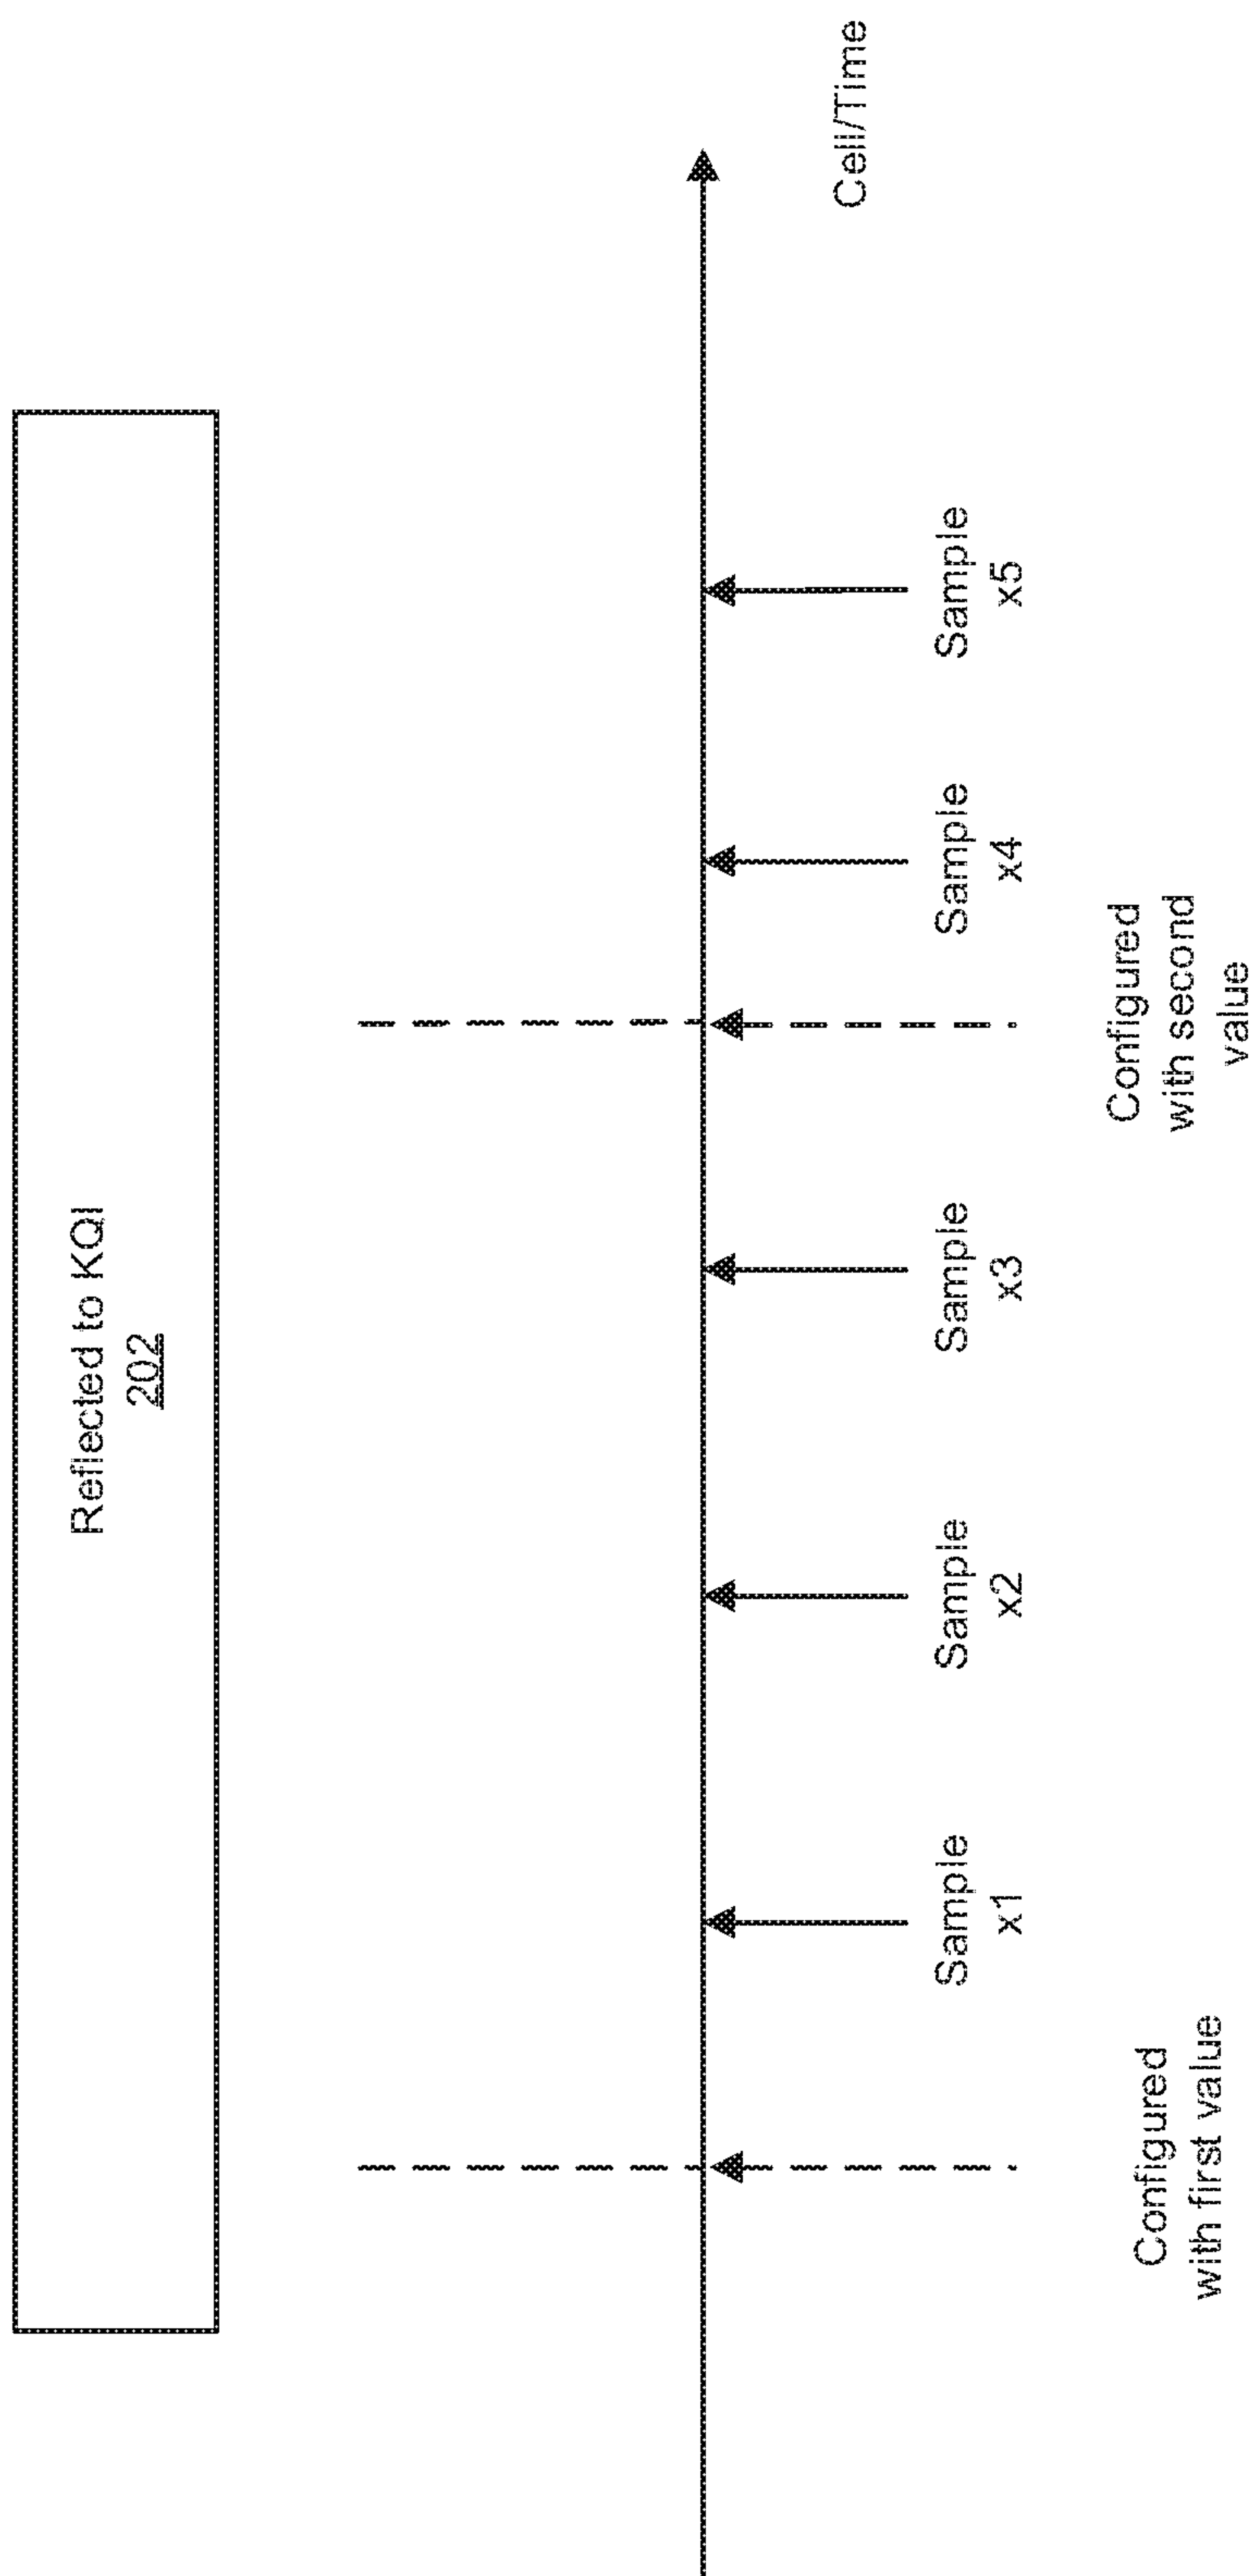 Reflected to KQI
202
Cell/Time
Sample
x1
Sample
x2
Sample
x3
Sample
x4
Sample
x5
Configured
with first value
Configured
with second
value